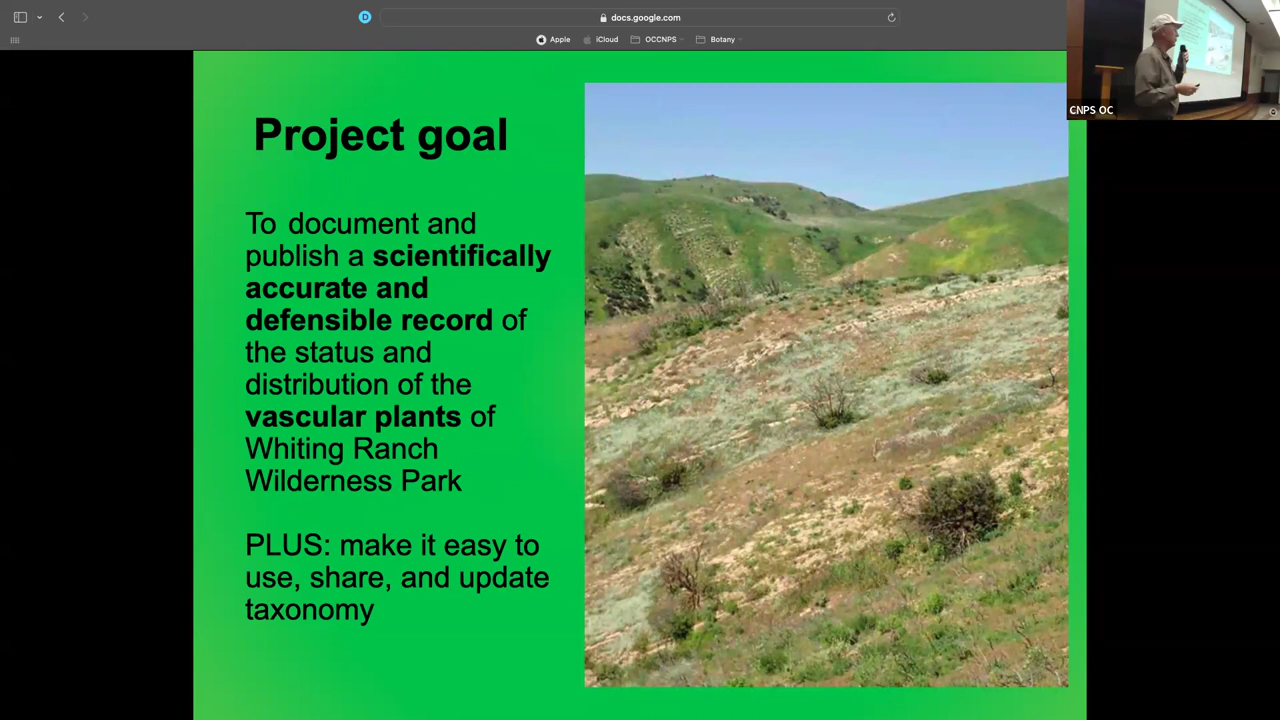 docs.google.com
Apple
iCloud
OCCNPS
Botany
CNPS OC
Project goal
To document and
publish a scientifically
accurate and
defensible record of
the status and
distribution of the
vascular plants of
Whiting Ranch
Wilderness Park
PLUS: make it easy to
use, share, and update
taxonomy